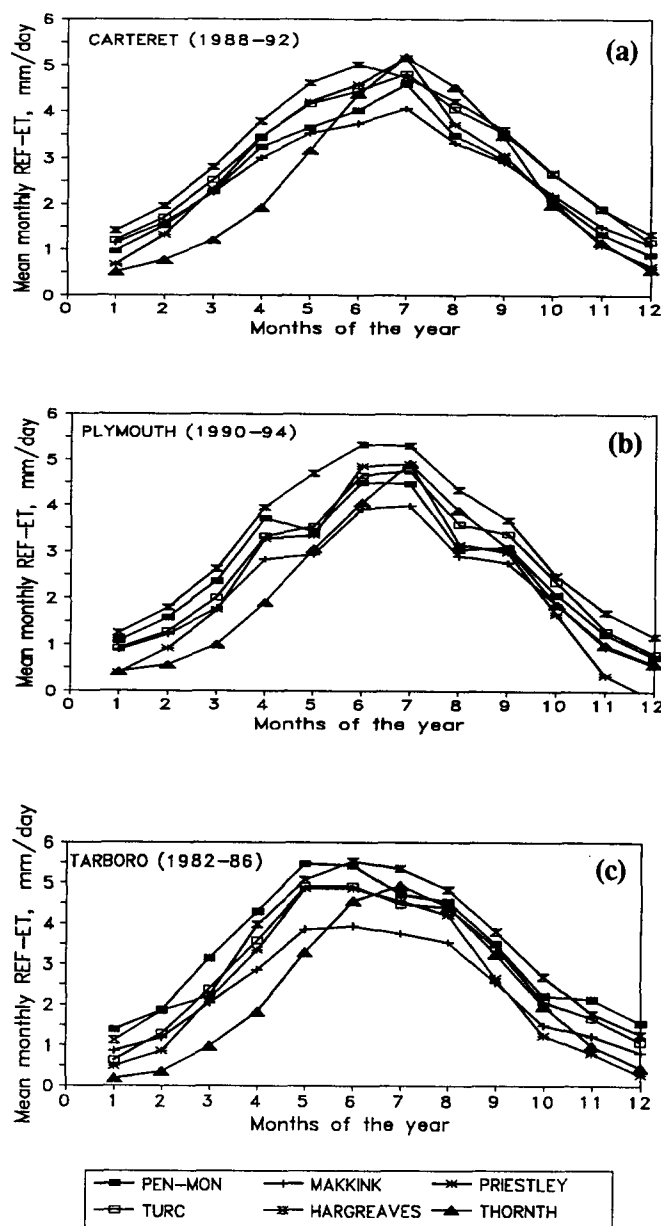 CARTERET (1988-92)
(a)
Mean monthly REF-ET, mm/day
6
5
4
3
2
1
0
0 1 2 3 4 5 6 7 8 9 10 11 12
Months of the year
PLYMOUTH (1990-94)
(b)
Mean monthly REF-ET, mm/day
6
5
4
3
2
1
0
0 1 2 3 4 5 6 7 8 9 10 11 12
Months of the year
TARBORO (1982-86)
(c)
Mean monthly REF-ET, mm/day
6
5
4
3
2
1
0
0 1 2 3 4 5 6 7 8 9 10 11 12
Months of the year
PEN-MON MAKKINK PRIESTLEY
TURC HARGREAVES THORNTH